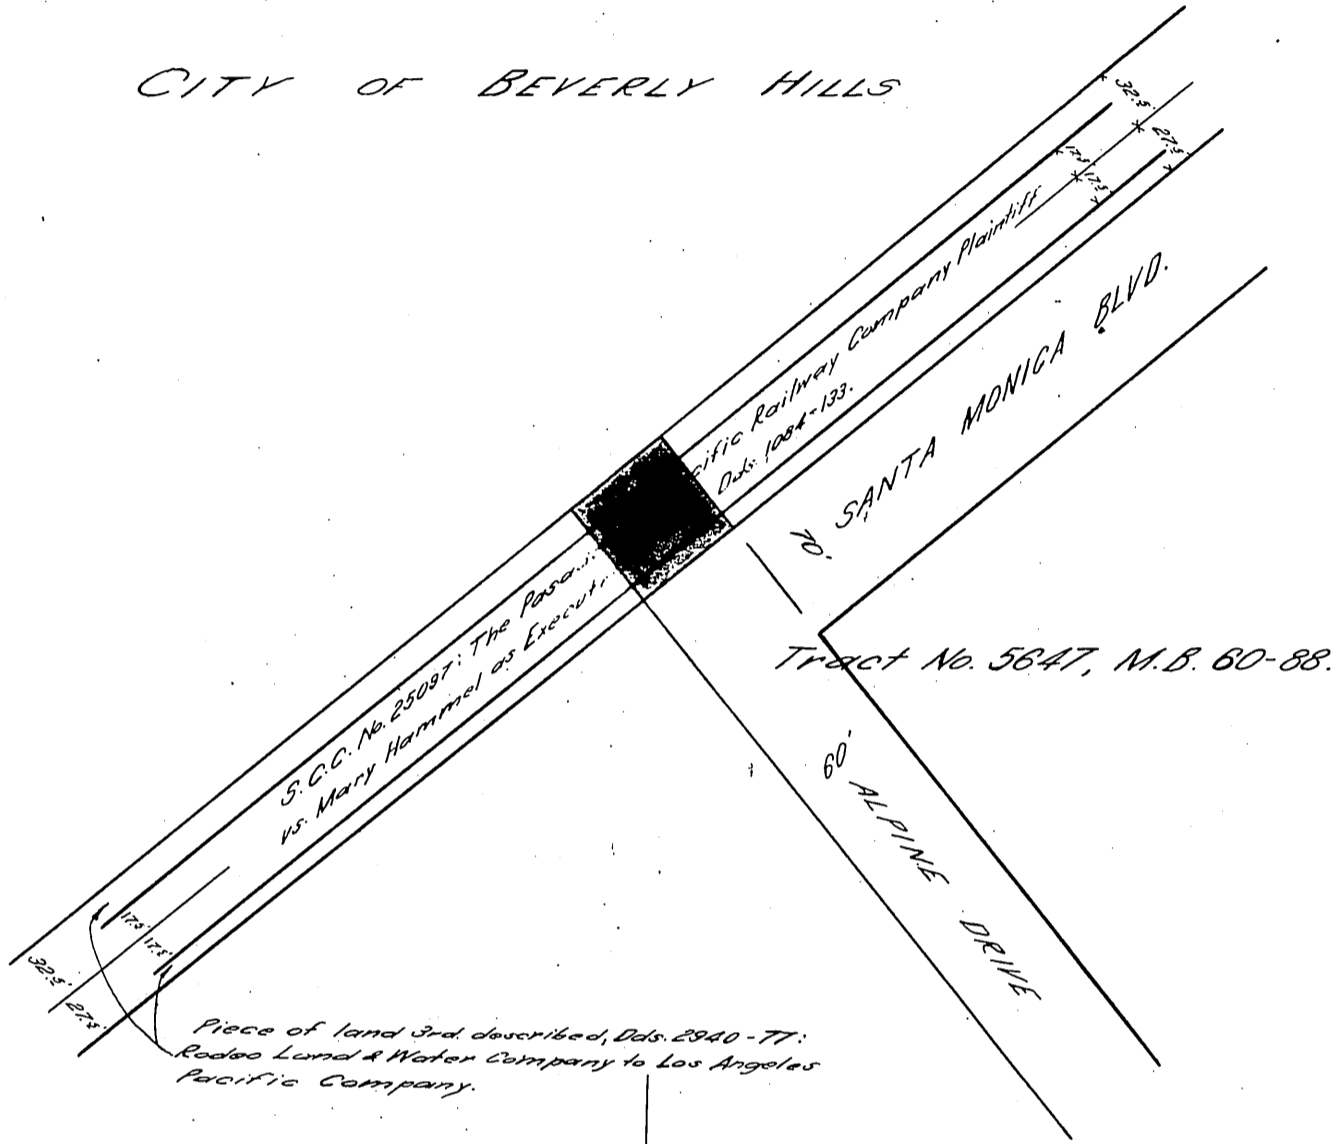 CITY OF BEVERLY HILLS
32.5'
27.5'
17.5'
17.5'
S.C.C. No. 25097: The Pasa... cific Railway Company Plaintiff
vs. Mary Hammel as Execut
Dds. 1084-133.
70' SANTA MONICA BLVD.
Tract No. 5647, M.B. 60-88.
60' ALPINE DRIVE
17.5'
17.5'
32.5'
27.5'
Piece of land 3rd. described, Dds. 2940-77:
Rodeo Land & Water Company to Los Angeles
Pacific Company.